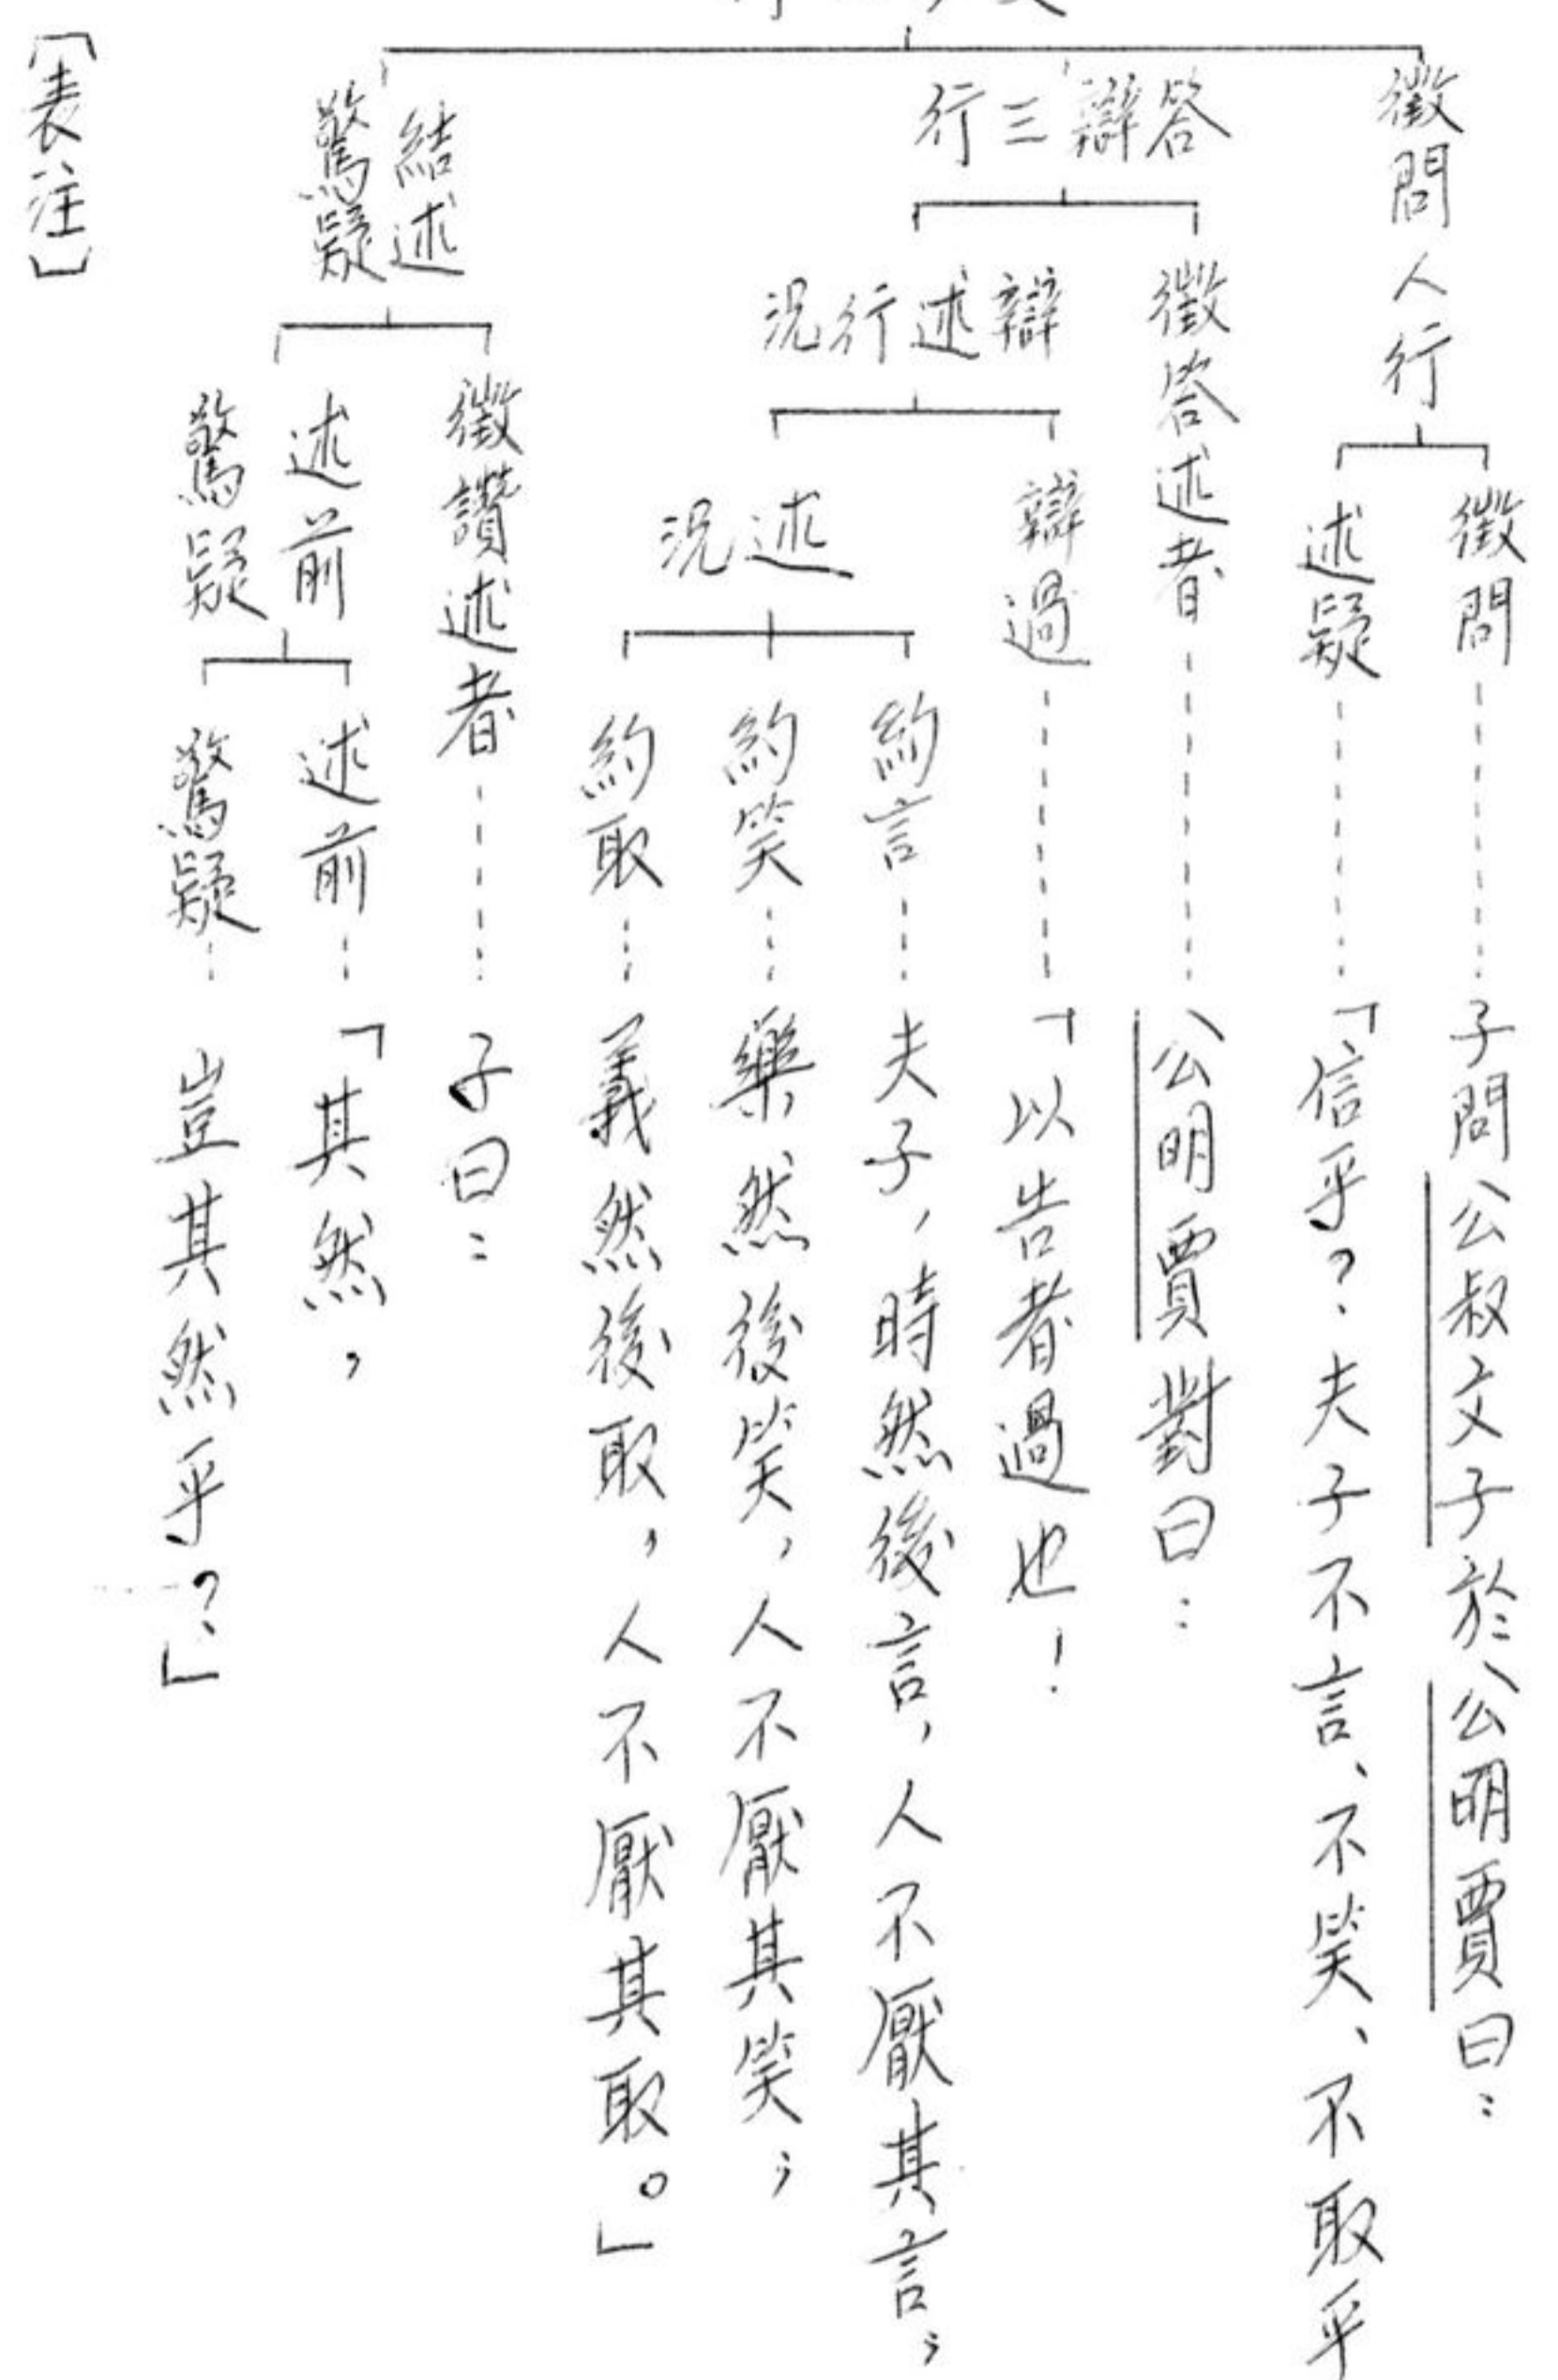 徵問人行
徵問……子問公叔文子於公明賈曰：
述疑……「信乎？夫子不言、不笑、不取乎
答辯三行
徵答述者……公明賈對曰：
辯述行況
辯過……「以告者過也！
述況
約言……夫子，時然後言，人不厭其言；
約笑……樂然後笑，人不厭其笑；
約取……義然後取，人不厭其取。」
結述
驚疑
徵讚述者……子曰：
述前
驚疑
述前……「其然，
驚疑……豈其然乎？」
［表注］